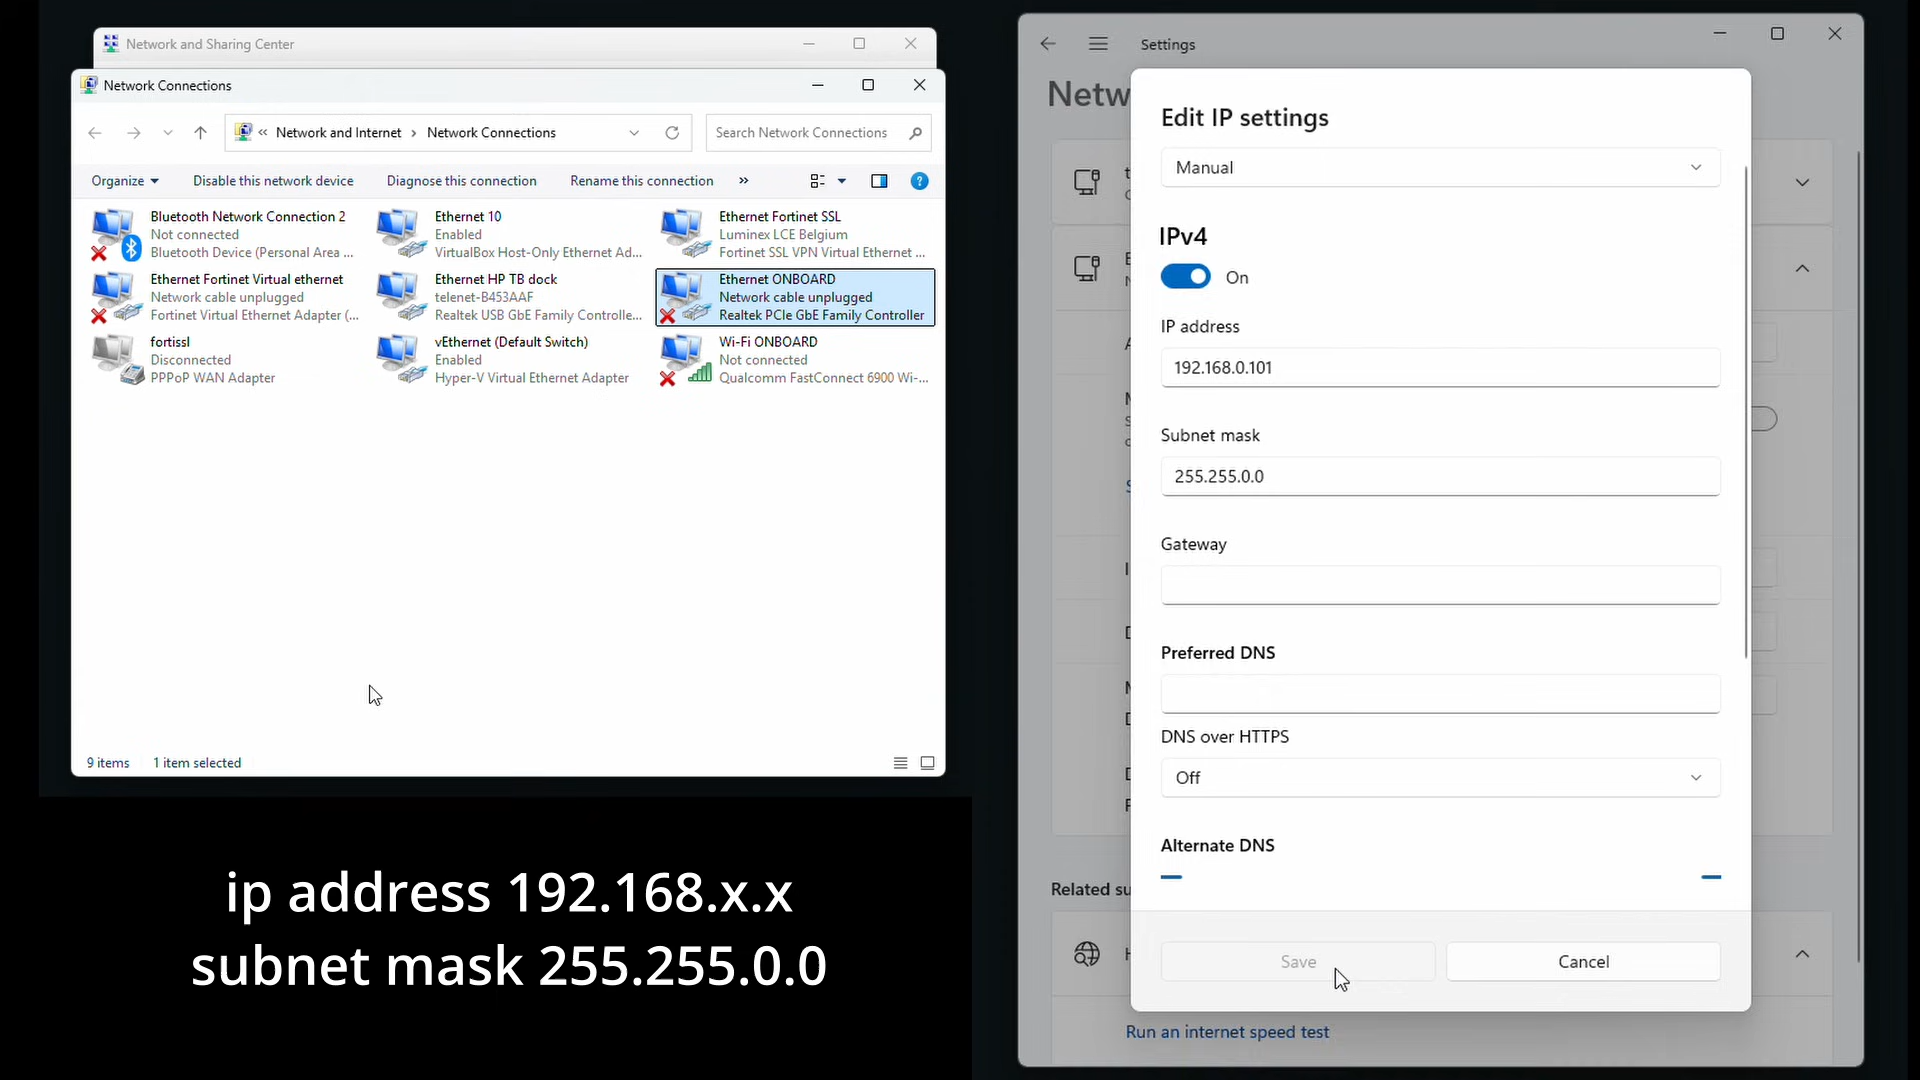 Network and Sharing Center
Network Connections
« Network and Internet › Network Connections
Search Network Connections
Organize
Disable this network device
Diagnose this connection
Rename this connection
»
Bluetooth Network Connection 2
Not connected
Bluetooth Device (Personal Area ...
Ethernet 10
Enabled
VirtualBox Host-Only Ethernet Ad...
Ethernet Fortinet SSL
Luminex LCE Belgium
Fortinet SSL VPN Virtual Ethernet ...
Ethernet Fortinet Virtual ethernet
Network cable unplugged
Fortinet Virtual Ethernet Adapter (...
Ethernet HP TB dock
telenet-B453AAF
Realtek USB GbE Family Controlle...
Ethernet ONBOARD
Network cable unplugged
Realtek PCIe GbE Family Controller
fortissl
Disconnected
PPPoP WAN Adapter
vEthernet (Default Switch)
Enabled
Hyper-V Virtual Ethernet Adapter
Wi-Fi ONBOARD
Not connected
Qualcomm FastConnect 6900 Wi-...
9 items
1 item selected
ip address 192.168.x.x
subnet mask 255.255.0.0
Settings
Netw
Edit IP settings
Manual
IPv4
On
IP address
192.168.0.101
Subnet mask
255.255.0.0
Gateway
Preferred DNS
DNS over HTTPS
Off
Alternate DNS
Related su
Save
Cancel
Run an internet speed test